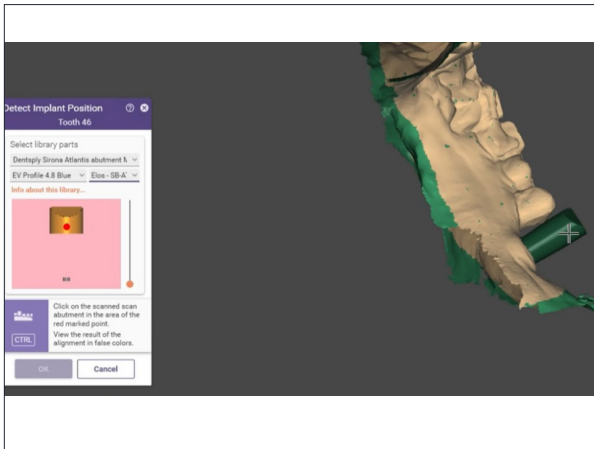 Detect Implant Position
Tooth 46
Select library parts
Dentsply Sirona Atlantis abutment M
EV Profile 4.8 Blue Elos - SB-A
Info about this library...
Click on the scanned scan
abutment in the area of the
red marked point.
CTRL View the result of the
alignment in false colors.
OK Cancel